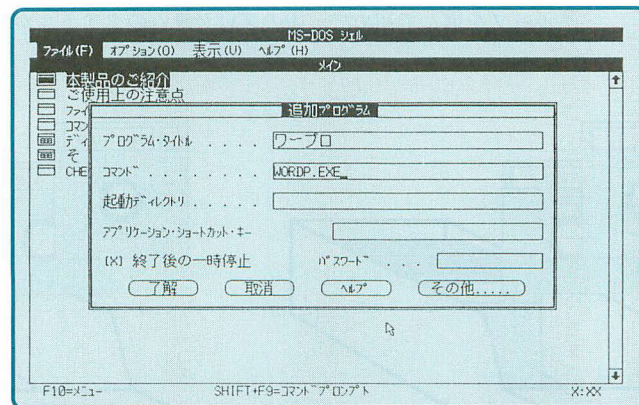 MS-DOS シェル
ファイル(F) オプション(O) 表示(V) ヘルプ(H)
メイン
本製品のご紹介
ご使用上の注意点
ファイ
コマン
ディ
そ
CHE
追加プログラム
プログラム・タイトル . . . . ワープロ
コマンド . . . . . . . . . WORDP.EXE_
起動ディレクトリ . . . . . .
アプリケーション・ショートカット・キー
[X] 終了後の一時停止 パスワード . . .
了解 取消 ヘルプ その他.....
F10=メニュー SHIFT+F9=コマンドプロンプト X:XX